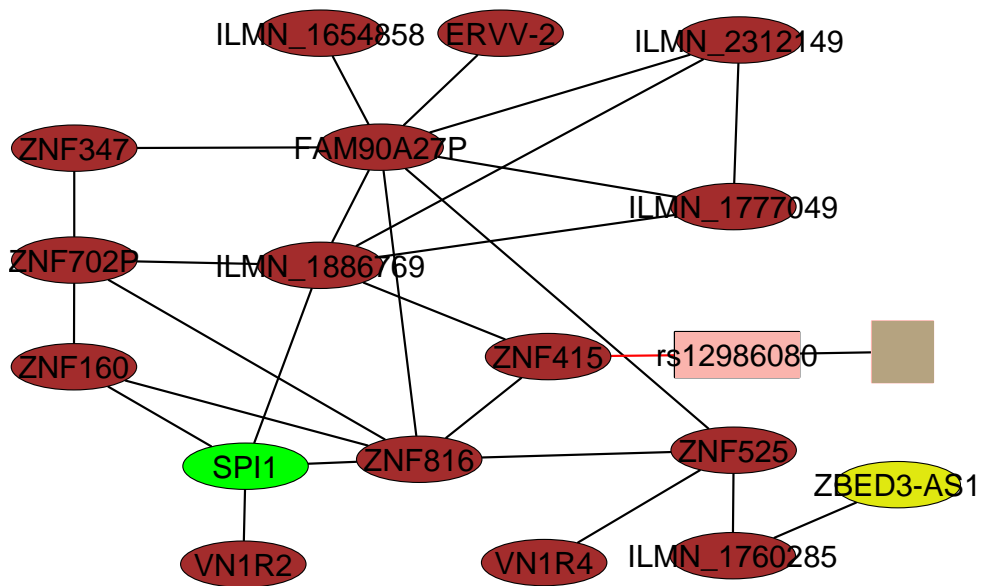 ILMN_1654858
ERVV-2
ILMN_2312149
ZNF347
FAM90A27P
ILMN_1777049
ZNF702P
ILMN_1886769
ZNF160
ZNF415
rs12986080
SPI1
ZNF816
ZNF525
ZBED3-AS1
VN1R2
VN1R4
ILMN_1760285